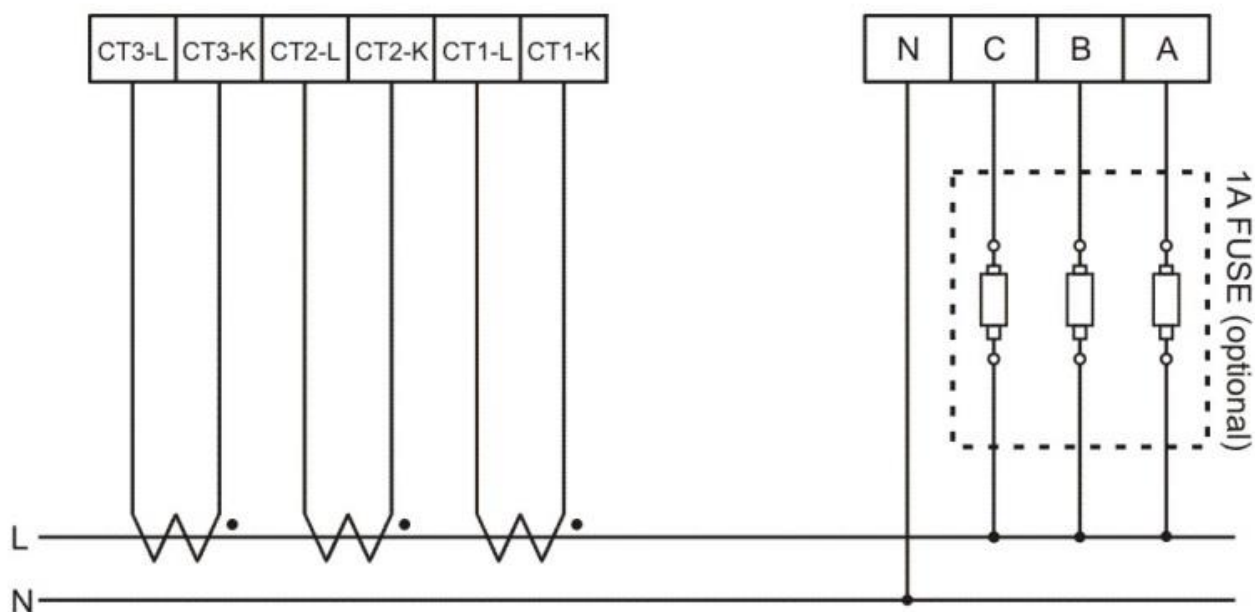 CT3-L CT3-K CT2-L CT2-K CT1-L CT1-K
N C B A
1A FUSE (optional)
L
N